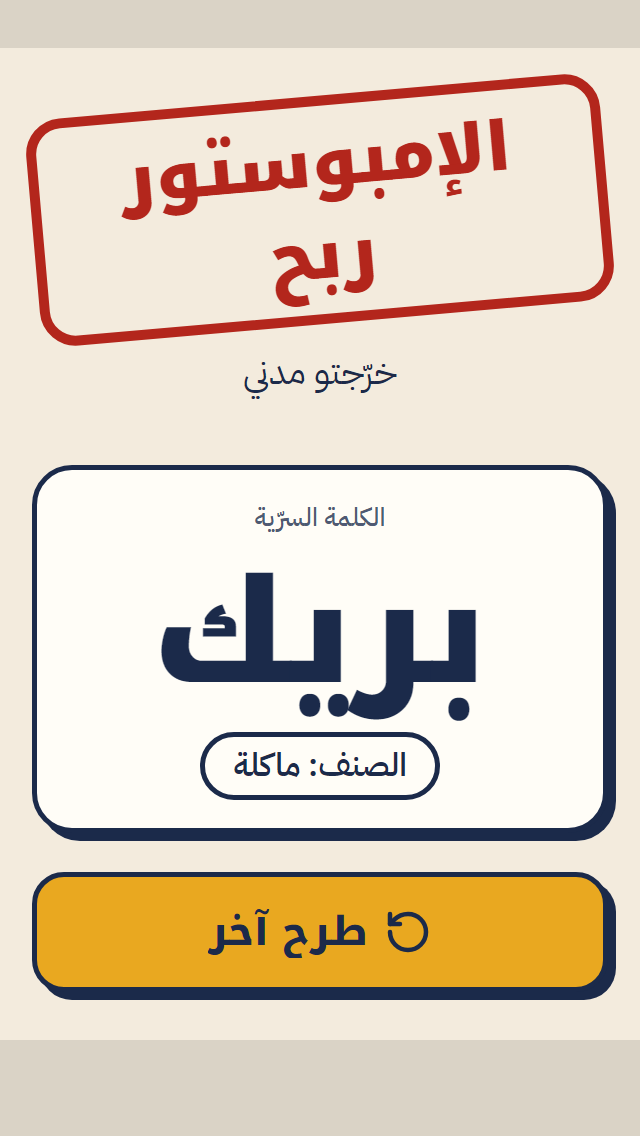 الإمبوستور
ربح
خرّجتو مدني
الكلمة السرّية
بريك
الصنف: ماكلة
طرح آخر